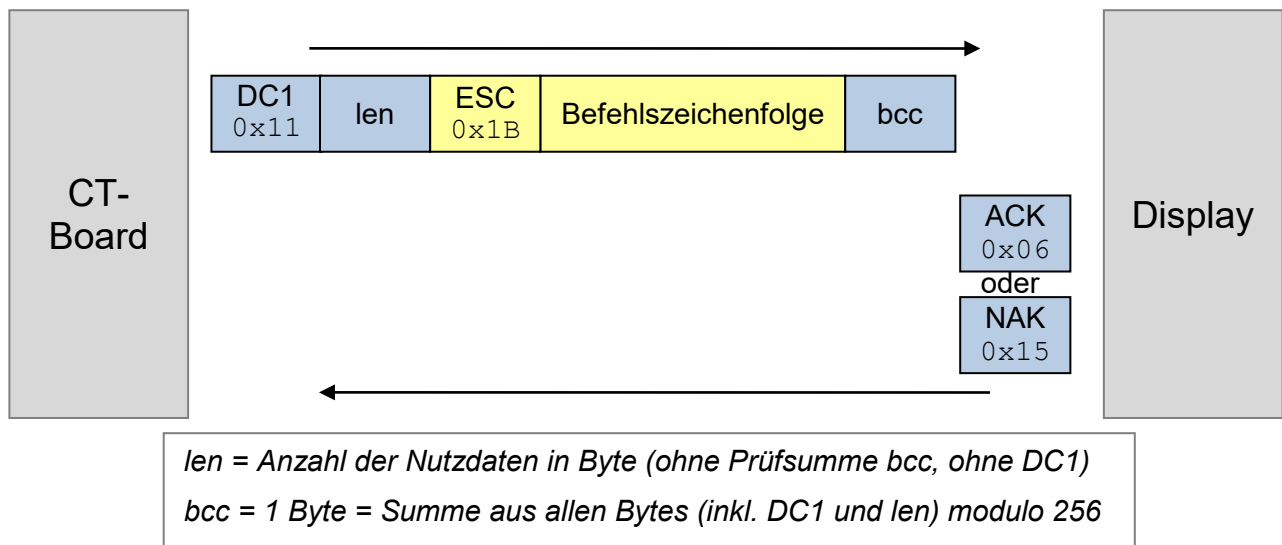 CT-
Board
DC1
0x11
len
ESC
0x1B
Befehlszeichenfolge
bcc
ACK
0x06
oder
NAK
0x15
Display
len = Anzahl der Nutzdaten in Byte (ohne Prüfsumme bcc, ohne DC1)
bcc = 1 Byte = Summe aus allen Bytes (inkl. DC1 und len) modulo 256